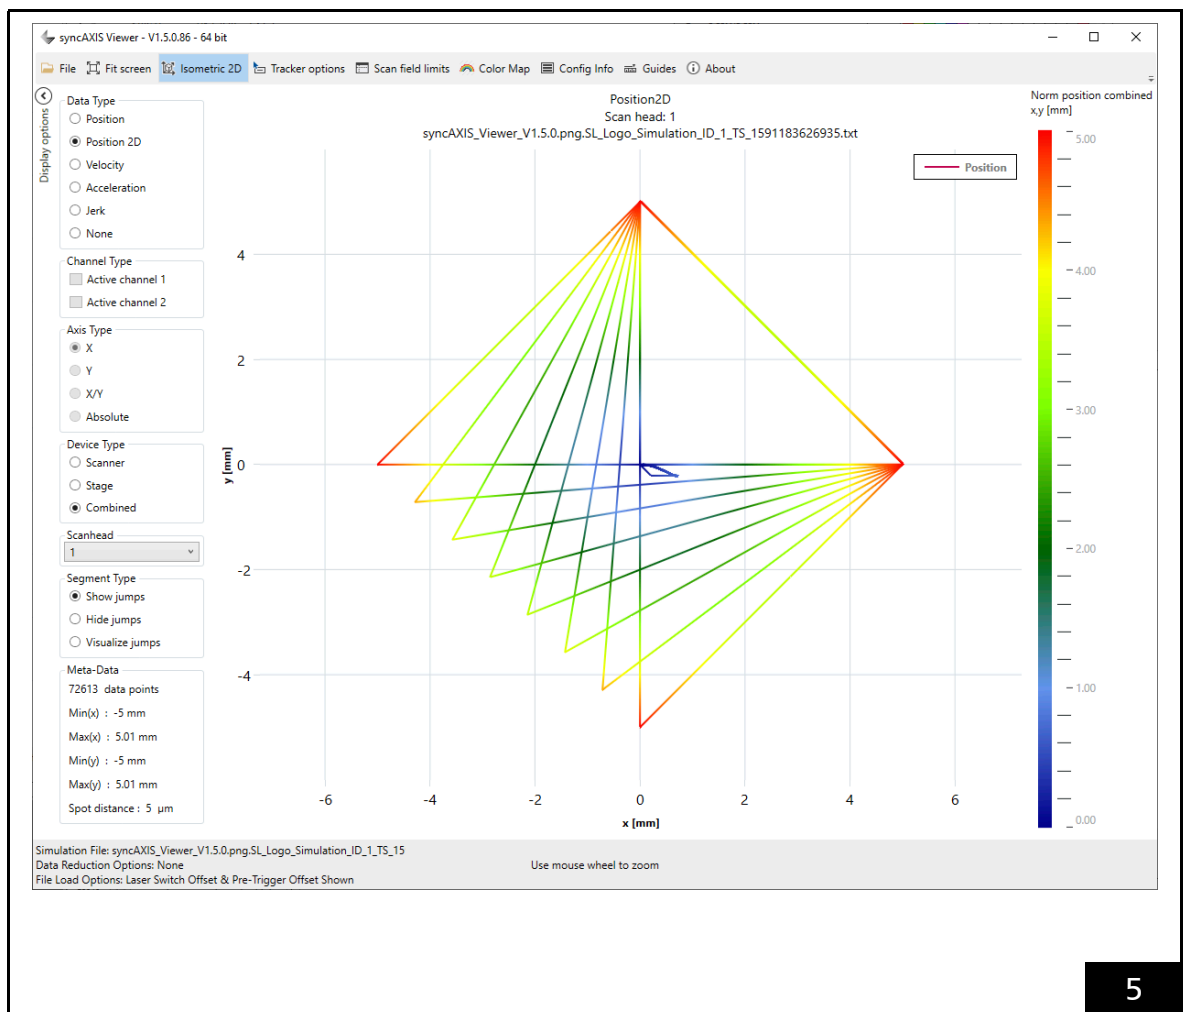 syncAXIS Viewer - V1.5.0.86 - 64 bit
File Fit screen Isometric 2D Tracker options Scan field limits Color Map Config Info Guides About
Display options
Data Type
Position
Position 2D
Velocity
Acceleration
Jerk
None
Channel Type
Active channel 1
Active channel 2
Axis Type
X
Y
X/Y
Absolute
Device Type
Scanner
Stage
Combined
Scanhead
1
Segment Type
Show jumps
Hide jumps
Visualize jumps
Meta-Data
72613 data points
Min(x) : -5 mm
Max(x) : 5.01 mm
Min(y) : -5 mm
Max(y) : 5.01 mm
Spot distance : 5 µm
Position2D
Scan head: 1
syncAXIS_Viewer_V1.5.0.png.SL_Logo_Simulation_ID_1_TS_1591183626935.txt
Position
y [mm]
4
2
0
-2
-4
-6 -4 -2 0 2 4 6
x [mm]
Norm position combined
x,y [mm]
5.00
4.00
3.00
2.00
1.00
0.00
Simulation File: syncAXIS_Viewer_V1.5.0.png.SL_Logo_Simulation_ID_1_TS_15
Data Reduction Options: None
Use mouse wheel to zoom
File Load Options: Laser Switch Offset & Pre-Trigger Offset Shown
5